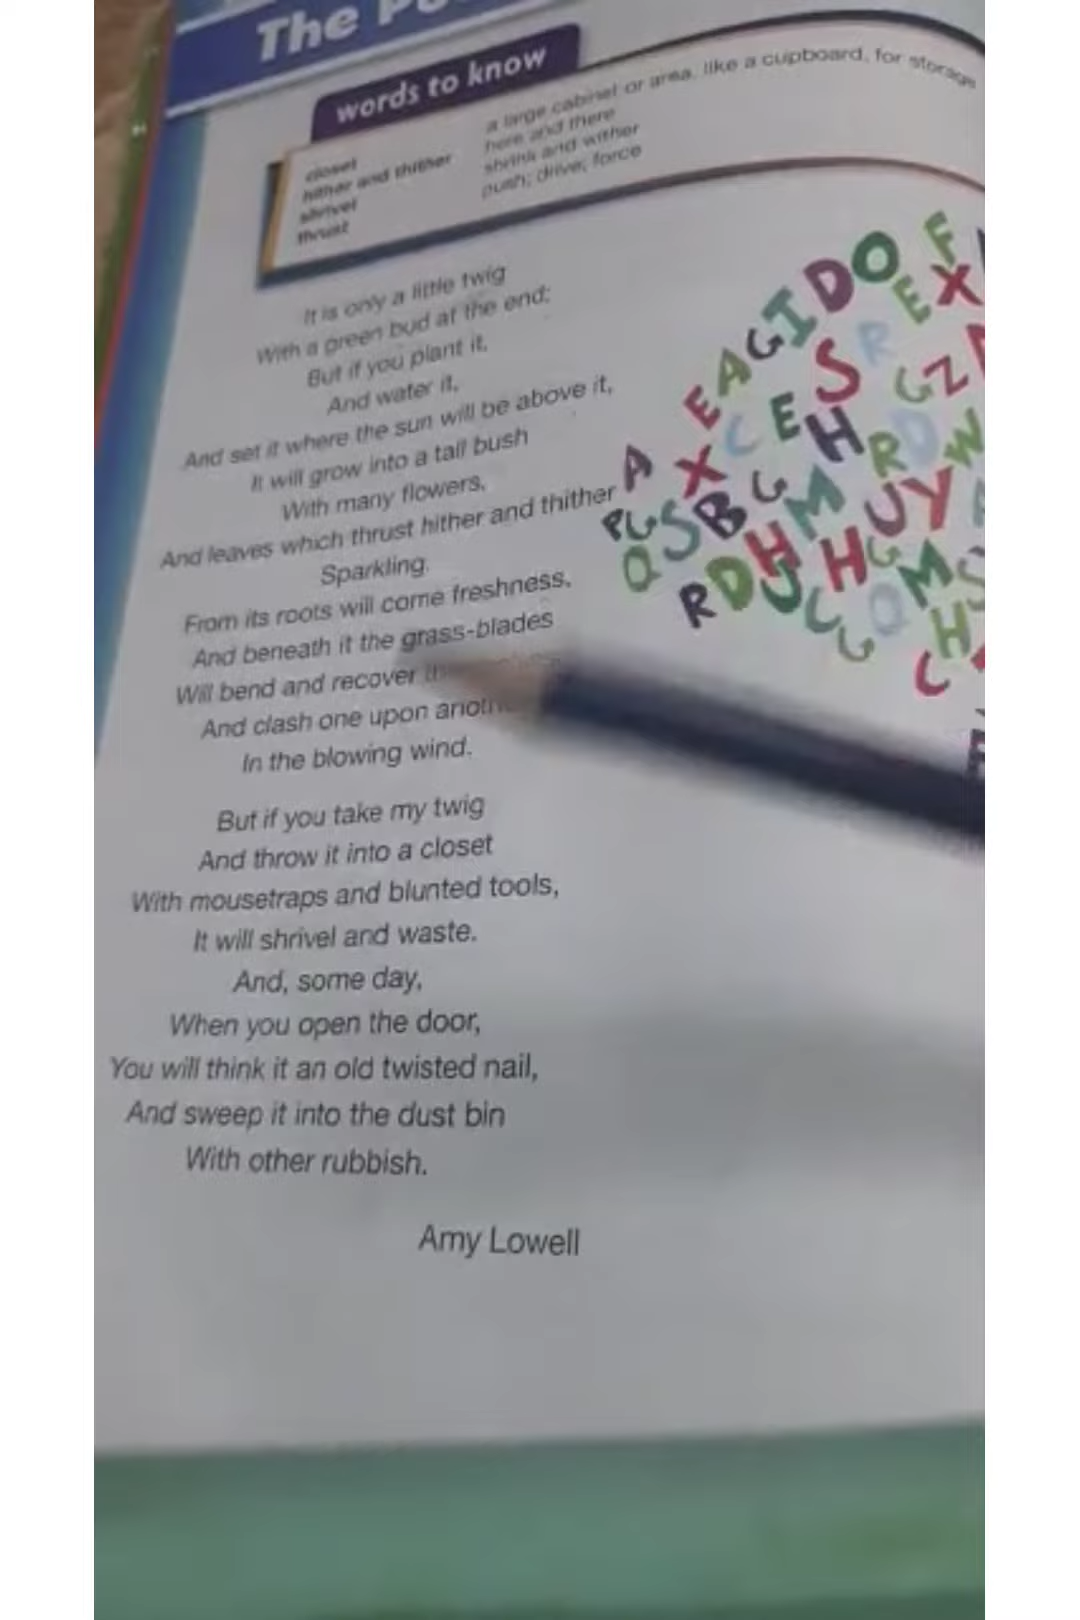 The
words to know
closet a large cabinet or area, like a cupboard, for storage
hither and thither here and there
shrivel shrink and wither
thrust push; drive; force
It is only a little twig
With a green bud at the end;
But if you plant it,
And water it,
And set it where the sun will be above it,
It will grow into a tall bush
With many flowers,
And leaves which thrust hither and thither
Sparkling.
From its roots will come freshness,
And beneath it the grass-blades
Will bend and recover
And clash one upon
In the blowing wind.
But if you take my twig
And throw it into a closet
With mousetraps and blunted tools,
It will shrivel and waste.
And, some day,
When you open the door,
You will think it an old twisted nail,
And sweep it into the dust bin
With other rubbish.
Amy Lowell